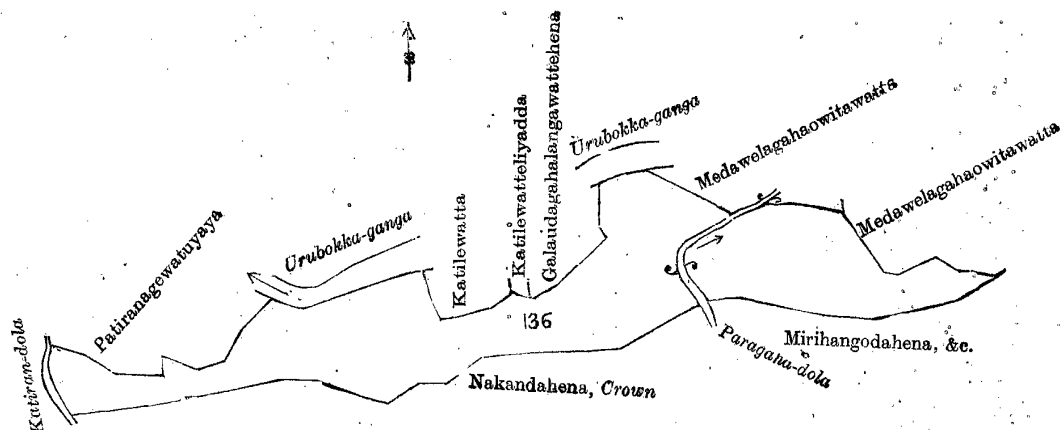 Katiran-dola
Patiranagewatuyaya
Urubokka-ganga
Katilewatta
Katilewatteliyadda
Galaudagahalangawattehena
Urubokka-ganga
Medawelagahaowitawatta
Medawelagahaowitawatta
136
Nakandahena, Crown
Paragaha-dola
Mirihangodahena, &c.